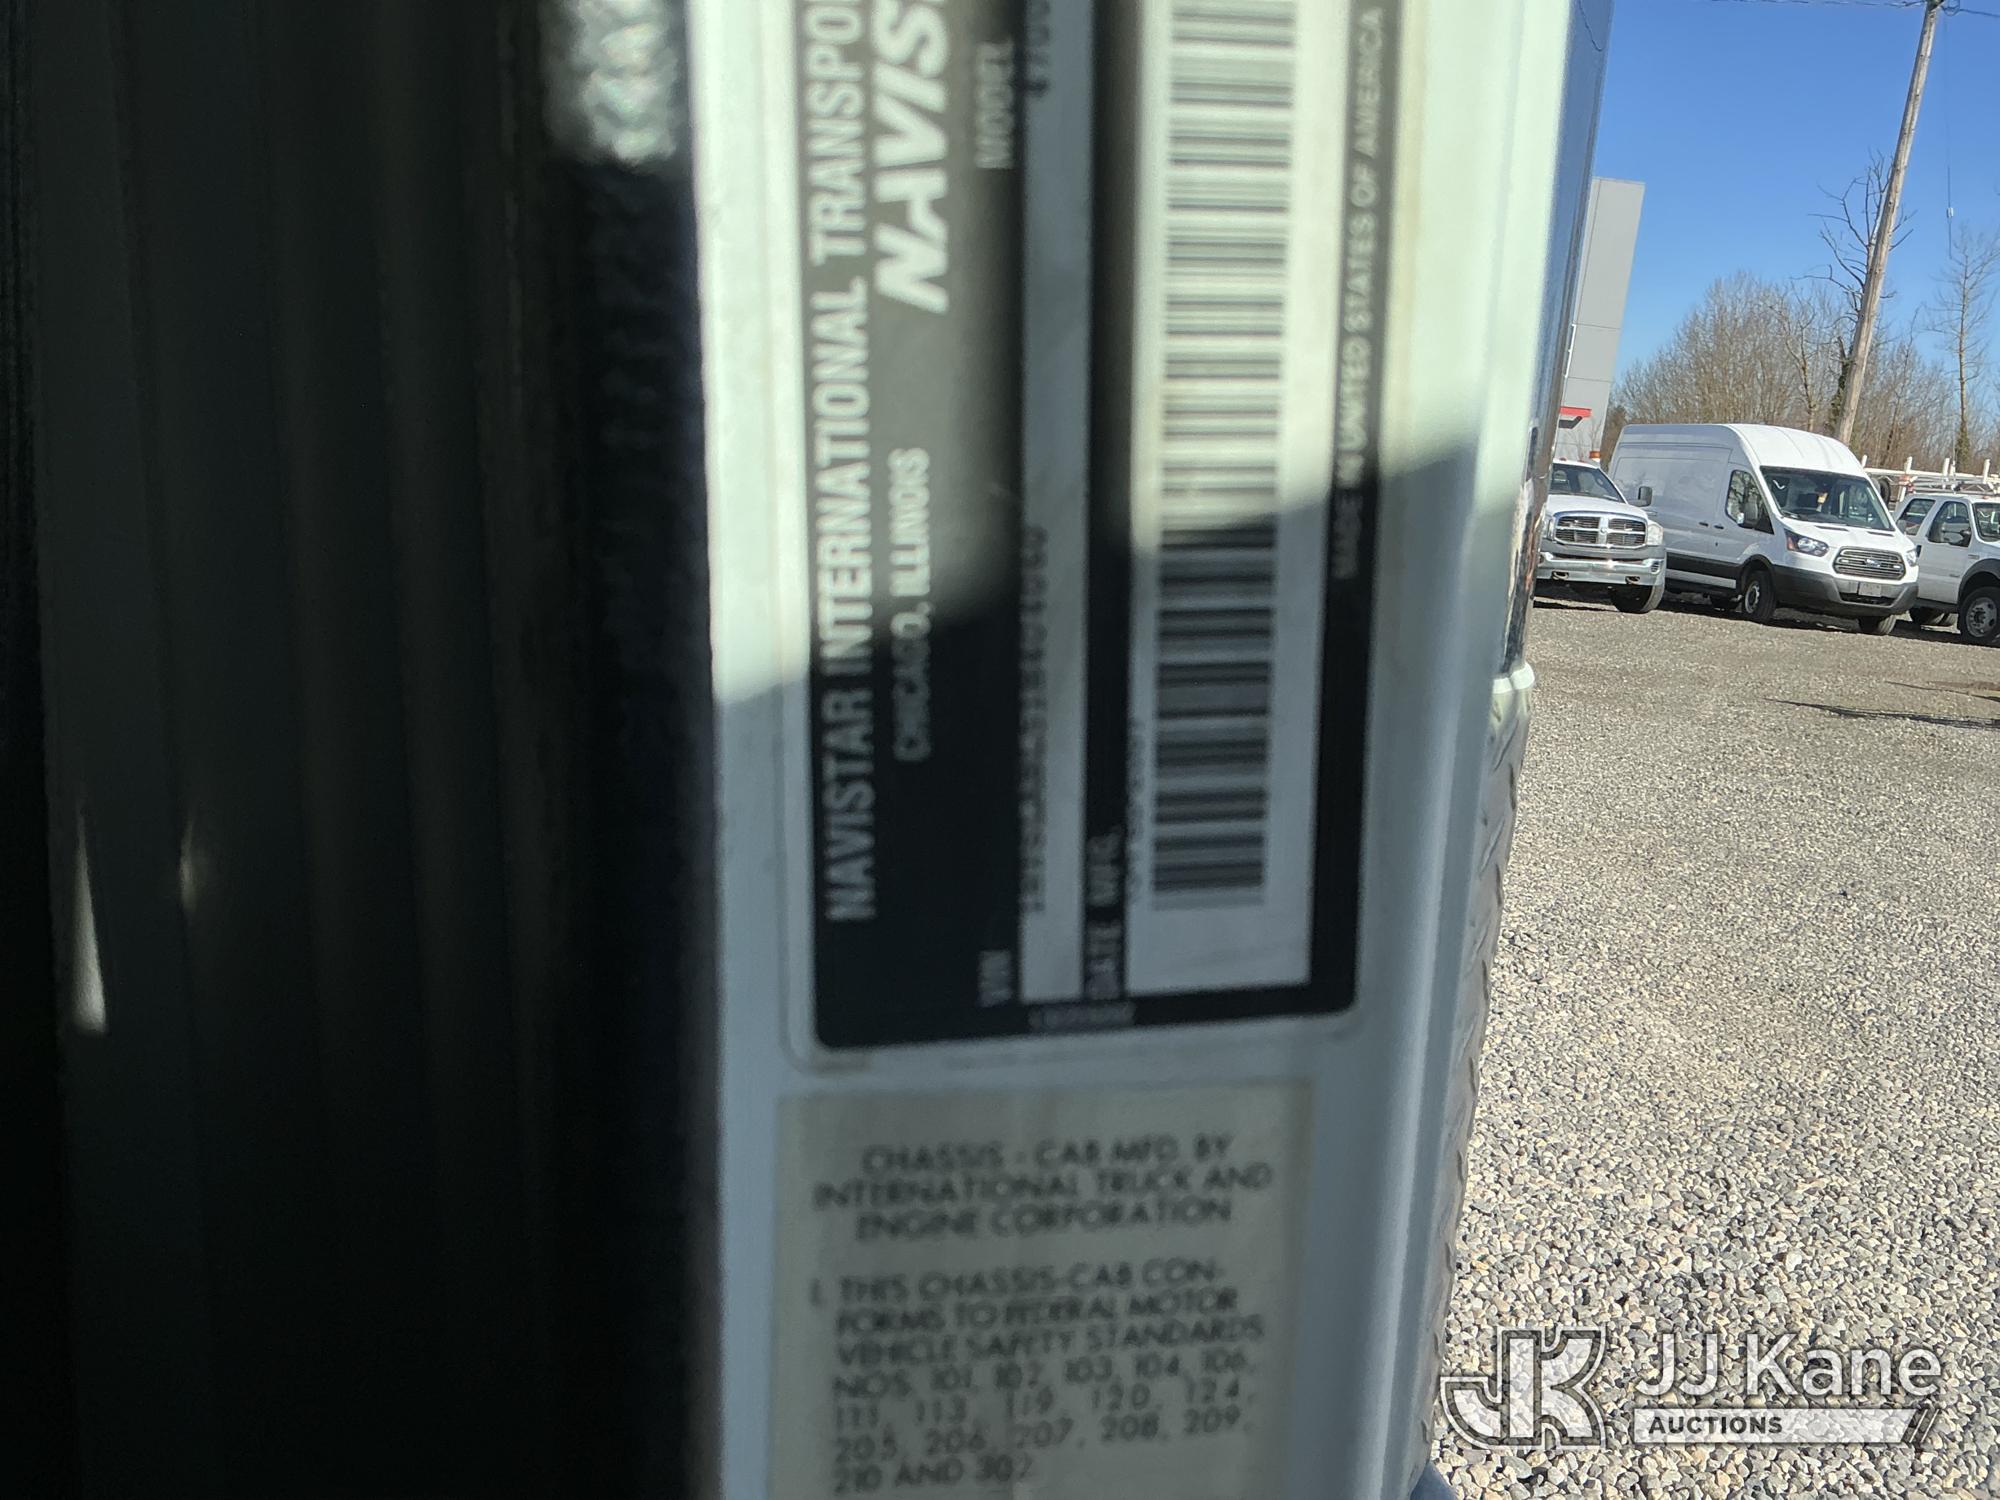 NAVISTAR INTERNATIONAL TRANSPO
CHICAGO, ILLINOIS
NAVIS
MODEL
VIN
DATE MFG.
MADE IN UNITED STATES OF AMERICA
CHASSIS - CAB MFD. BY
INTERNATIONAL TRUCK AND
ENGINE CORPORATION
1. THIS CHASSIS-CAB CON-
FORMS TO FEDERAL MOTOR
VEHICLE SAFETY STANDARDS
NOS. 101, 102, 103, 104, 106,
111, 113, 119, 120, 124,
205, 206, 207, 208, 209,
210 AND 302
JK JJ Kane
AUCTIONS